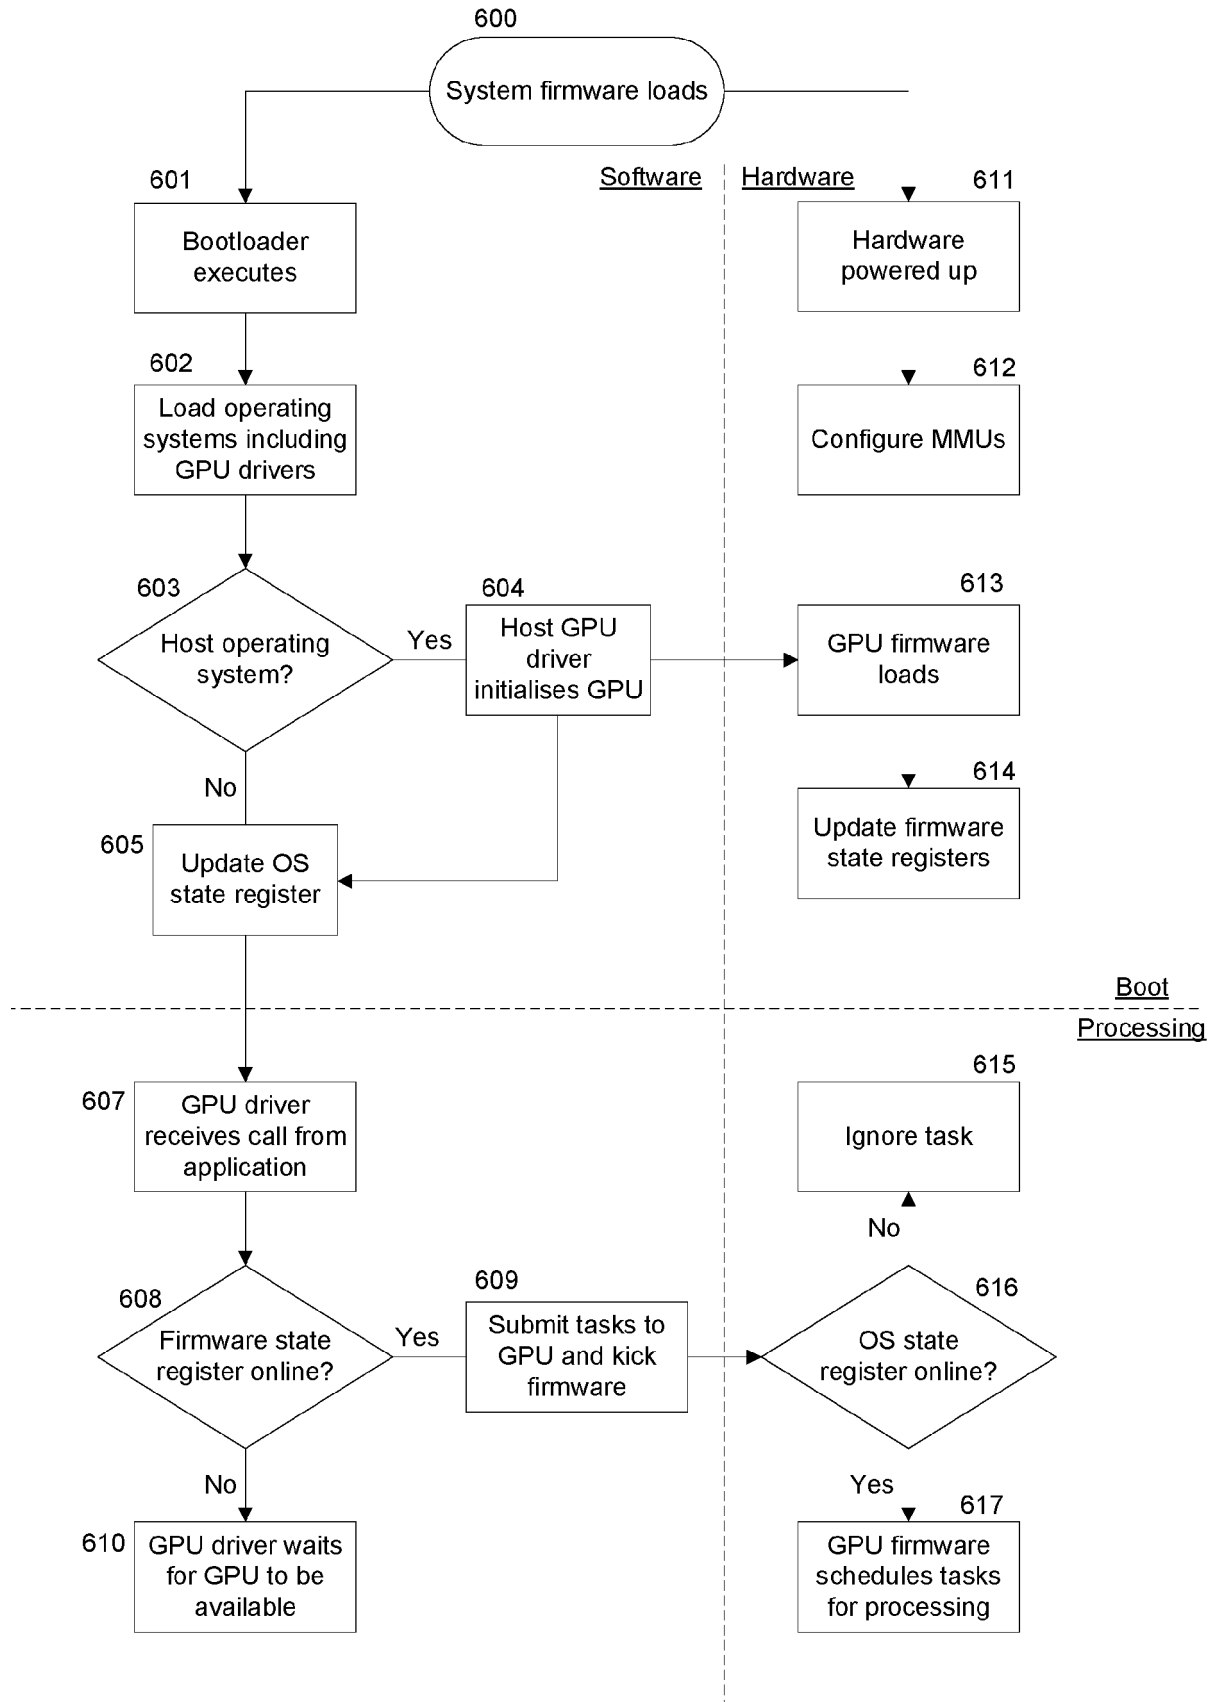 600
System firmware loads
Software
Hardware
601
Bootloader
executes
611
Hardware
powered up
602
Load operating
systems including
GPU drivers
612
Configure MMUs
603
Host operating
system?
Yes
604
Host GPU
driver
initialises GPU
613
GPU firmware
loads
No
605
Update OS
state register
614
Update firmware
state registers
Boot
Processing
607
GPU driver
receives call from
application
615
Ignore task
No
608
Firmware state
register online?
Yes
609
Submit tasks to
GPU and kick
firmware
616
OS state
register online?
No
610
GPU driver waits
for GPU to be
available
Yes
617
GPU firmware
schedules tasks
for processing